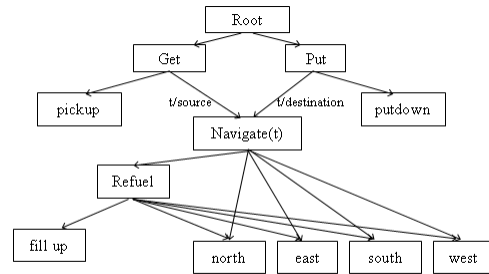 Root
Get
Put
pickup
t/source
t/destination
putdown
Navigate(t)
Refuel
fill up
north
east
south
west